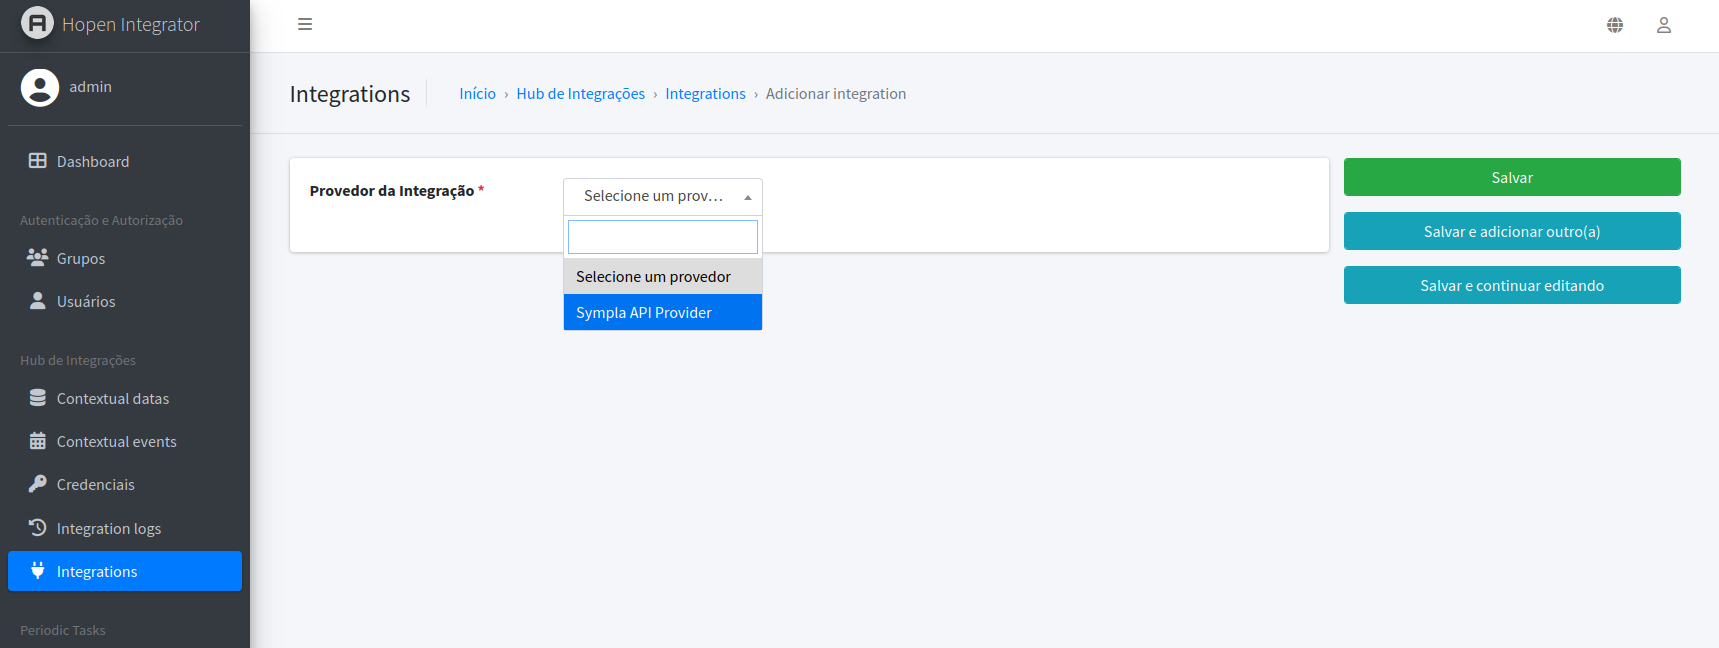 Hopen Integrator
admin
Dashboard
Autenticação e Autorização
Grupos
Usuários
Hub de Integrações
Contextual datas
Contextual events
Credenciais
Integration logs
Integrations
Periodic Tasks
Integrations
Início › Hub de Integrações › Integrations › Adicionar integration
Provedor da Integração *
Selecione um prov...
Selecione um provedor
Sympla API Provider
Salvar
Salvar e adicionar outro(a)
Salvar e continuar editando